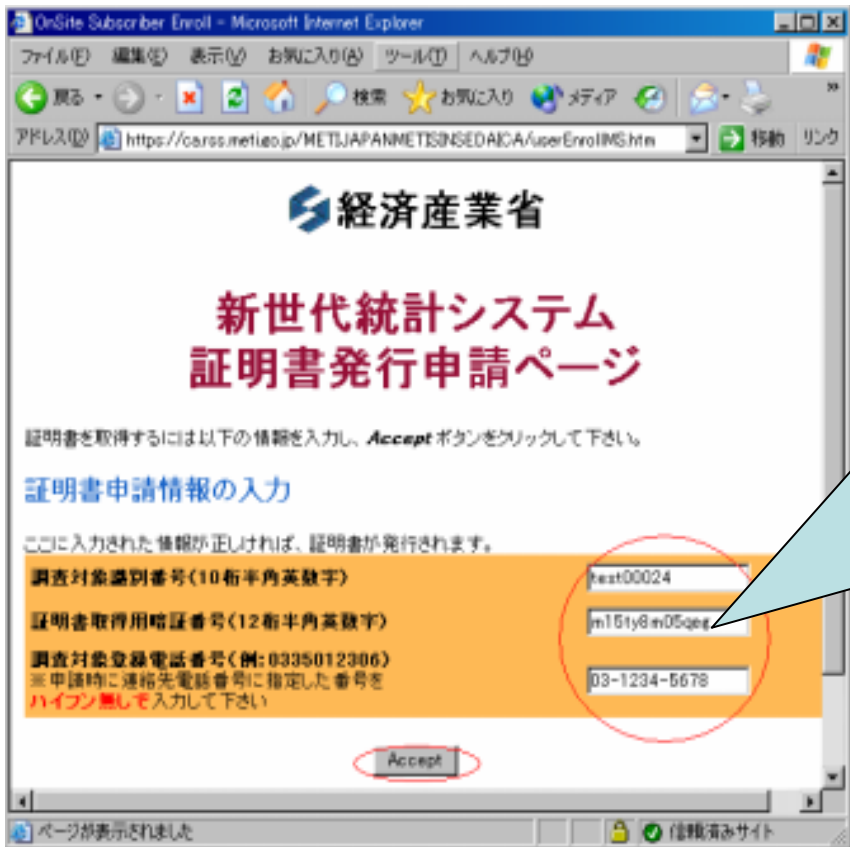 OnSite Subscriber Enroll - Microsoft Internet Explorer
ファイル(F) 編集(E) 表示(V) お気に入り(A) ツール(T) ヘルプ(H)
戻る 検索 お気に入り メディア
アドレス(D) https://ca.rss.meti.go.jp/METIJAPANMETISINSEDAICA/userEnrollMS.htm 移動 リンク
経済産業省
新世代統計システム
証明書発行申請ページ
証明書を取得するには以下の情報を入力し、Accept ボタンをクリックして下さい。
証明書申請情報の入力
ここに入力された情報が正しければ、証明書が発行されます。
調査対象識別番号(10桁半角英数字) test00024
証明書取得用暗証番号(12桁半角英数字) m15ty8m05qeg
調査対象登録電話番号(例:0335012306)
※申請時に連絡先電話番号に指定した番号を 03-1234-5678
ハイフン無しで入力して下さい
Accept
ページが表示されました 信頼済みサイト